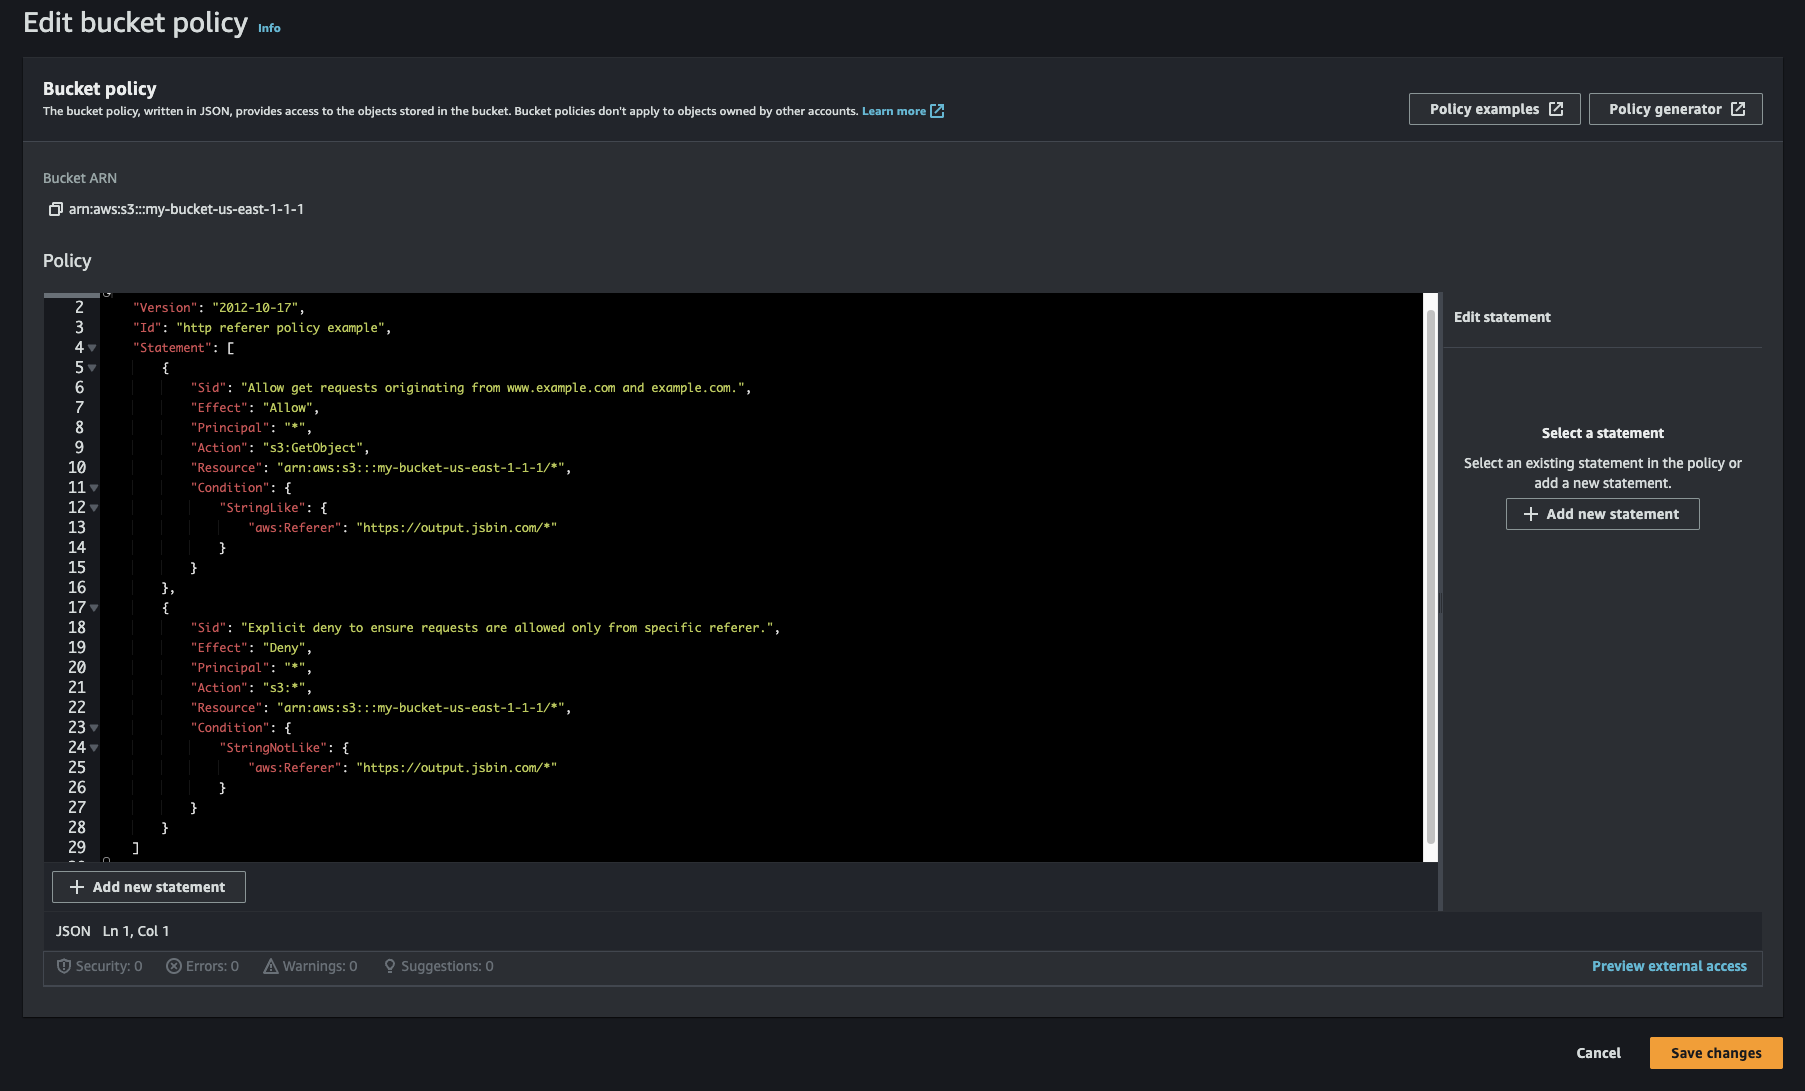 Edit bucket policy Info
Bucket policy
The bucket policy, written in JSON, provides access to the objects stored in the bucket. Bucket policies don't apply to objects owned by other accounts. Learn more
Policy examples
Policy generator
Bucket ARN
arn:aws:s3:::my-bucket-us-east-1-1-1
Policy
2 "Version": "2012-10-17",
3 "Id": "http referer policy example",
4 "Statement": [
5 {
6 "Sid": "Allow get requests originating from www.example.com and example.com.",
7 "Effect": "Allow",
8 "Principal": "*",
9 "Action": "s3:GetObject",
10 "Resource": "arn:aws:s3:::my-bucket-us-east-1-1-1/*",
11 "Condition": {
12 "StringLike": {
13 "aws:Referer": "https://output.jsbin.com/*"
14 }
15 }
16 },
17 {
18 "Sid": "Explicit deny to ensure requests are allowed only from specific referer.",
19 "Effect": "Deny",
20 "Principal": "*",
21 "Action": "s3:*",
22 "Resource": "arn:aws:s3:::my-bucket-us-east-1-1-1/*",
23 "Condition": {
24 "StringNotLike": {
25 "aws:Referer": "https://output.jsbin.com/*"
26 }
27 }
28 }
29 ]
+ Add new statement
JSON Ln 1, Col 1
Security: 0 Errors: 0 Warnings: 0 Suggestions: 0
Preview external access
Edit statement
Select a statement
Select an existing statement in the policy or
add a new statement.
+ Add new statement
Cancel
Save changes